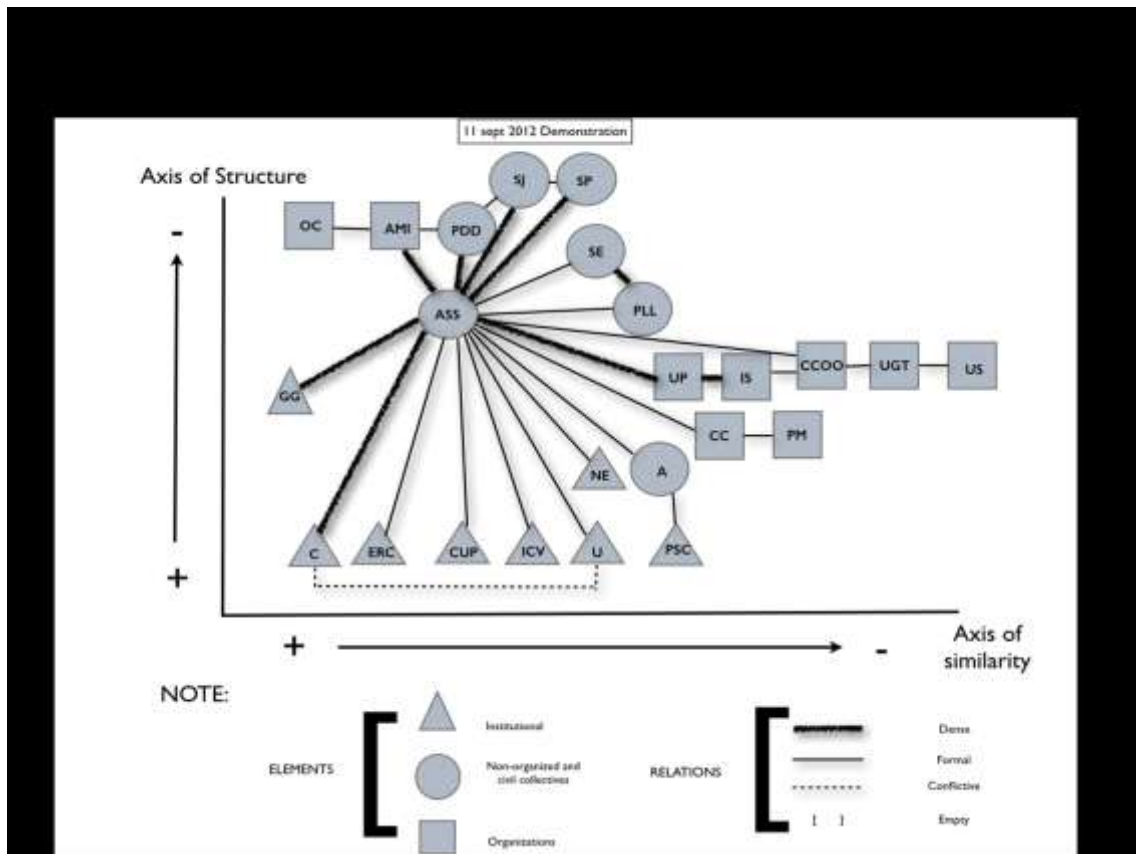 11 sept 2012 Demonstration
Axis of Structure
SJ
SP
OC
AMI
PDD
-
SE
ASS
PLL
UP
IS
CCOO
UGT
US
GG
CC
PM
NE
A
C
ERC
CUP
ICV
U
PSC
+
+
-
Axis of
similarity
NOTE:
Institutional
Dense
ELEMENTS
Non-organized and
civil collectives
RELATIONS
Formal
Conflictive
[ ]
Empty
Organizations